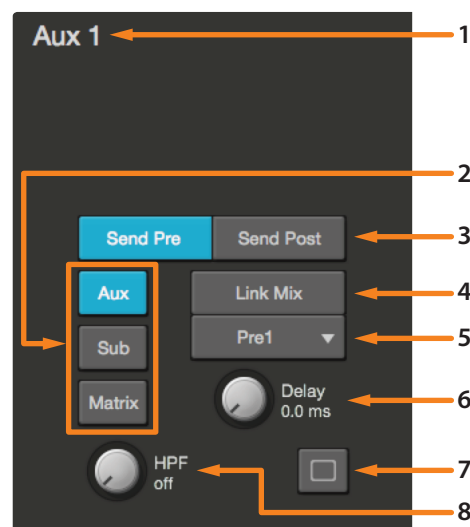 Aux 1
1
2
Send Pre Send Post
3
Aux Link Mix
4
Sub Pre1
5
Delay
0.0 ms
6
Matrix
HPF
off
7
8